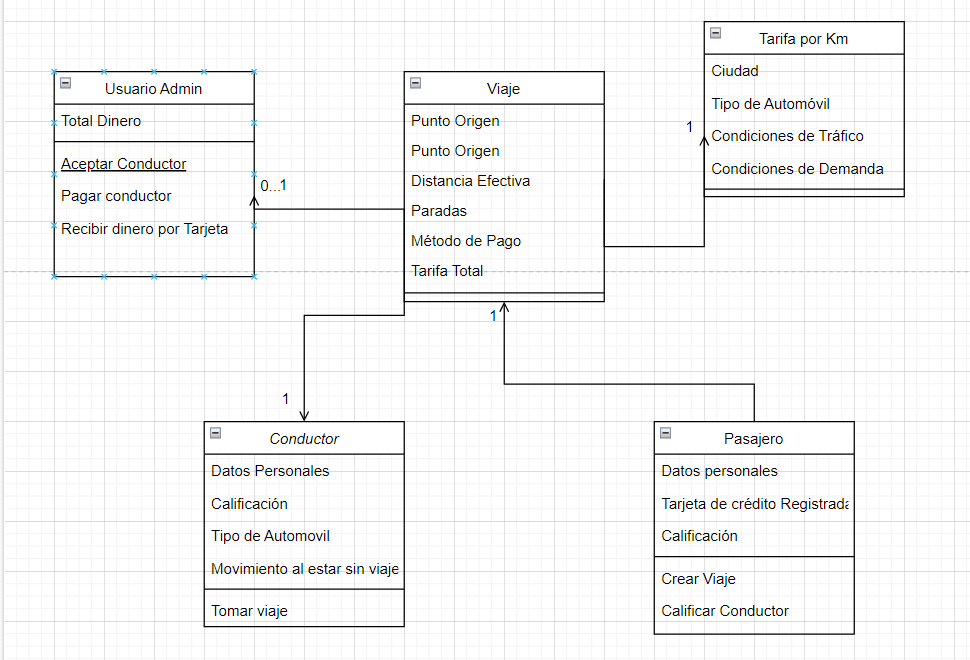 Usuario Admin
Total Dinero
Aceptar Conductor
Pagar conductor
Recibir dinero por Tarjeta
0...1
Viaje
Punto Origen
Punto Origen
Distancia Efectiva
Paradas
Método de Pago
Tarifa Total
Tarifa por Km
Ciudad
Tipo de Automóvil
Condiciones de Tráfico
Condiciones de Demanda
1
1
1
Conductor
Datos Personales
Calificación
Tipo de Automovil
Movimiento al estar sin viaje
Tomar viaje
Pasajero
Datos personales
Tarjeta de crédito Registrada
Calificación
Crear Viaje
Calificar Conductor